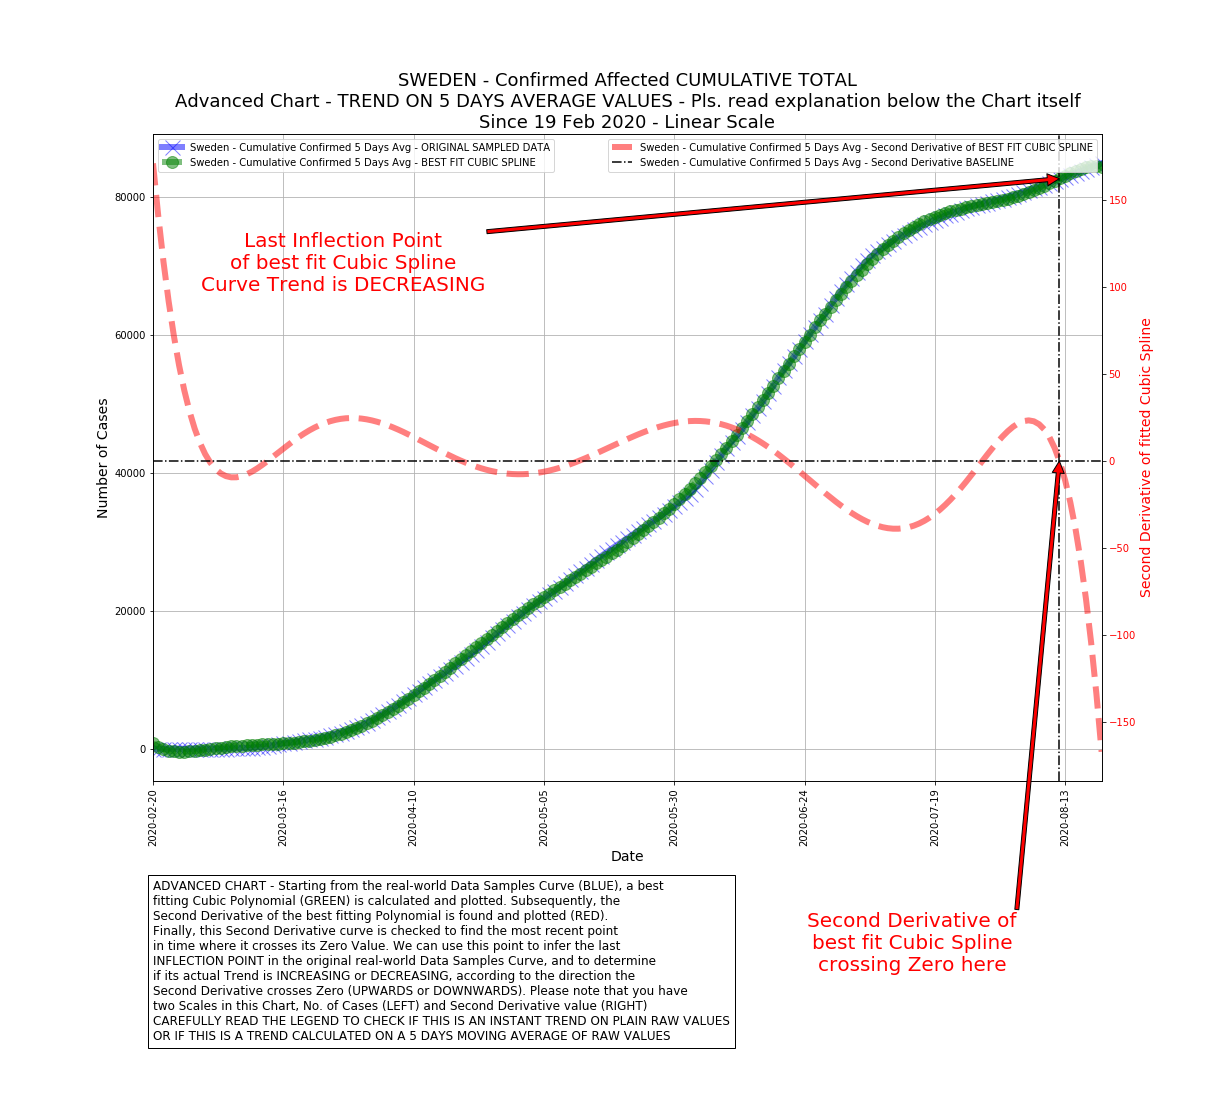 SWEDEN - Confirmed Affected CUMULATIVE TOTAL
Advanced Chart - TREND ON 5 DAYS AVERAGE VALUES - Pls. read explanation below the Chart itself
Since 19 Feb 2020 - Linear Scale
Sweden - Cumulative Confirmed 5 Days Avg - ORIGINAL SAMPLED DATA
Sweden - Cumulative Confirmed 5 Days Avg - BEST FIT CUBIC SPLINE
Sweden - Cumulative Confirmed 5 Days Avg - Second Derivative of BEST FIT CUBIC SPLINE
Sweden - Cumulative Confirmed 5 Days Avg - Second Derivative BASELINE
Last Inflection Point
of best fit Cubic Spline
Curve Trend is DECREASING
Number of Cases
80000
60000
40000
20000
0
150
100
50
0
−50
−100
−150
Second Derivative of fitted Cubic Spline
2020-02-20
2020-03-16
2020-04-10
2020-05-05
2020-05-30
2020-06-24
2020-07-19
2020-08-13
Date
ADVANCED CHART - Starting from the real-world Data Samples Curve (BLUE), a best
fitting Cubic Polynomial (GREEN) is calculated and plotted. Subsequently, the
Second Derivative of the best fitting Polynomial is found and plotted (RED).
Finally, this Second Derivative curve is checked to find the most recent point
in time where it crosses its Zero Value. We can use this point to infer the last
INFLECTION POINT in the original real-world Data Samples Curve, and to determine
if its actual Trend is INCREASING or DECREASING, according to the direction the
Second Derivative crosses Zero (UPWARDS or DOWNWARDS). Please note that you have
two Scales in this Chart, No. of Cases (LEFT) and Second Derivative value (RIGHT)
CAREFULLY READ THE LEGEND TO CHECK IF THIS IS AN INSTANT TREND ON PLAIN RAW VALUES
OR IF THIS IS A TREND CALCULATED ON A 5 DAYS MOVING AVERAGE OF RAW VALUES
Second Derivative of
best fit Cubic Spline
crossing Zero here